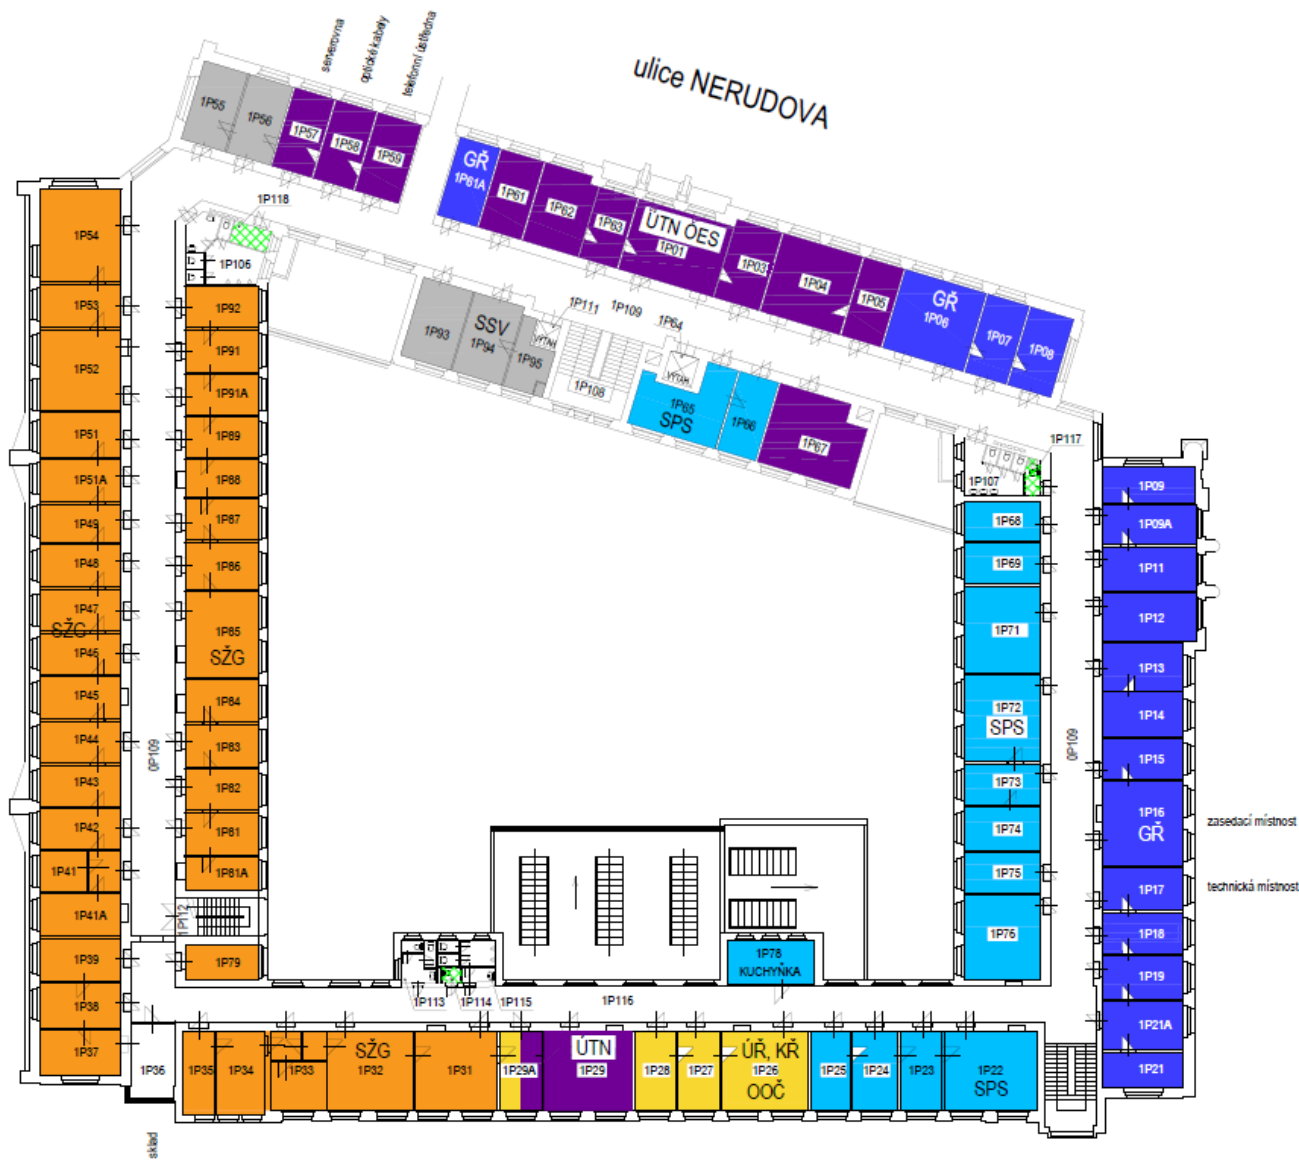 serverovna
optické kabely
telefonní ústředna
ulice NERUDOVA
1P55
1P56
1P57
1P58
1P59
GŘ
1P61A
1P61
1P62
1P63
ÚTN ÓES
1P01
1P03
1P04
1P05
GŘ
1P06
1P07
1P08
1P118
1P106
1P93
SSV
1P94
1P95
1P111
1P109
VÝTAH
1P108
1P64
VÝTAH
1P65
SPS
1P66
1P67
1P117
1P107
1P54
1P53
1P52
1P51
1P51A
1P49
1P48
1P47
SŽG
1P46
1P45
1P44
1P43
1P42
1P41
1P41A
1P39
1P38
1P37
0P109
1P92
1P91
1P91A
1P89
1P88
1P87
1P86
1P85
SŽG
1P84
1P83
1P82
1P81
1P81A
1P112
1P79
1P68
1P69
1P71
1P72
SPS
1P73
1P74
1P75
1P76
0P109
1P09
1P09A
1P11
1P12
1P13
1P14
1P15
1P16
GŘ
zasedací místnost
1P17
technická místnost
1P18
1P19
1P21A
1P21
1P78
KUCHYŇKA
1P113
1P114
1P115
1P116
1P36
sklad
1P35
1P34
1P33
SŽG
1P32
1P31
1P29A
ÚTN
1P29
1P28
1P27
ÚŘ, KŘ
1P26
OOČ
1P25
1P24
1P23
1P22
SPS